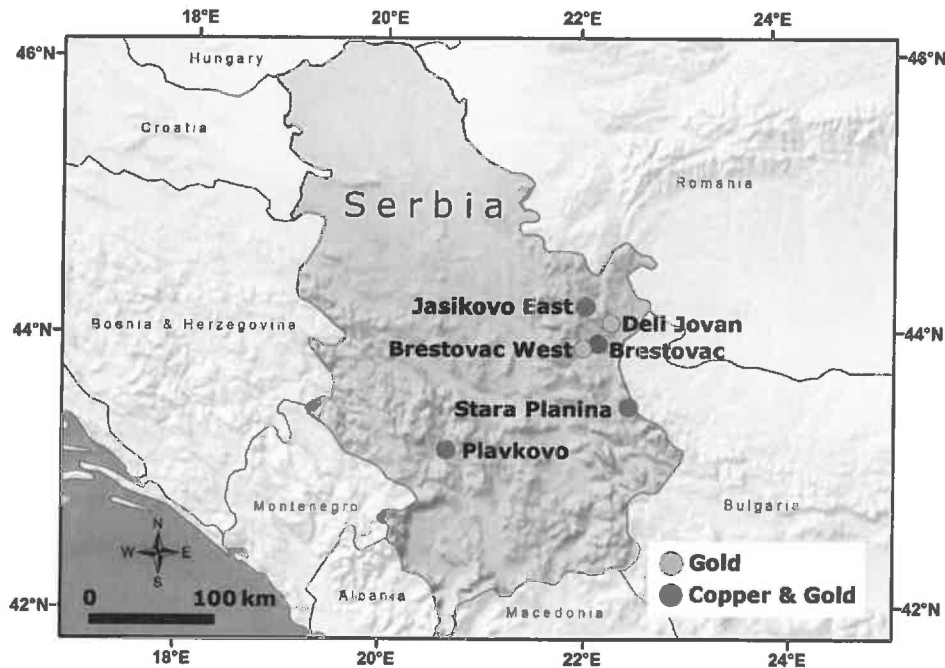 18°E 20°E 22°E 24°E
46°N 46°N
Hungary
Croatia
Romania
Serbia
Jasikovo East
Deli Jovan
44°N 44°N
Bosnia & Herzegovina
Brestovac West Brestovac
Stara Planina
Plavkovo
Montenegro
Bulgaria
N
W E
S
Gold
0 100 km
Albania
Copper & Gold
Macedonia
42°N 42°N
18°E 20°E 22°E 24°E